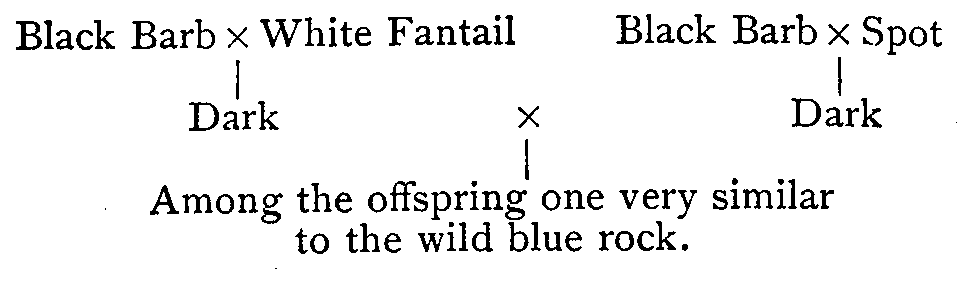 Black Barb × White Fantail Black Barb × Spot
Dark × Dark
Among the offspring one very similar
to the wild blue rock.